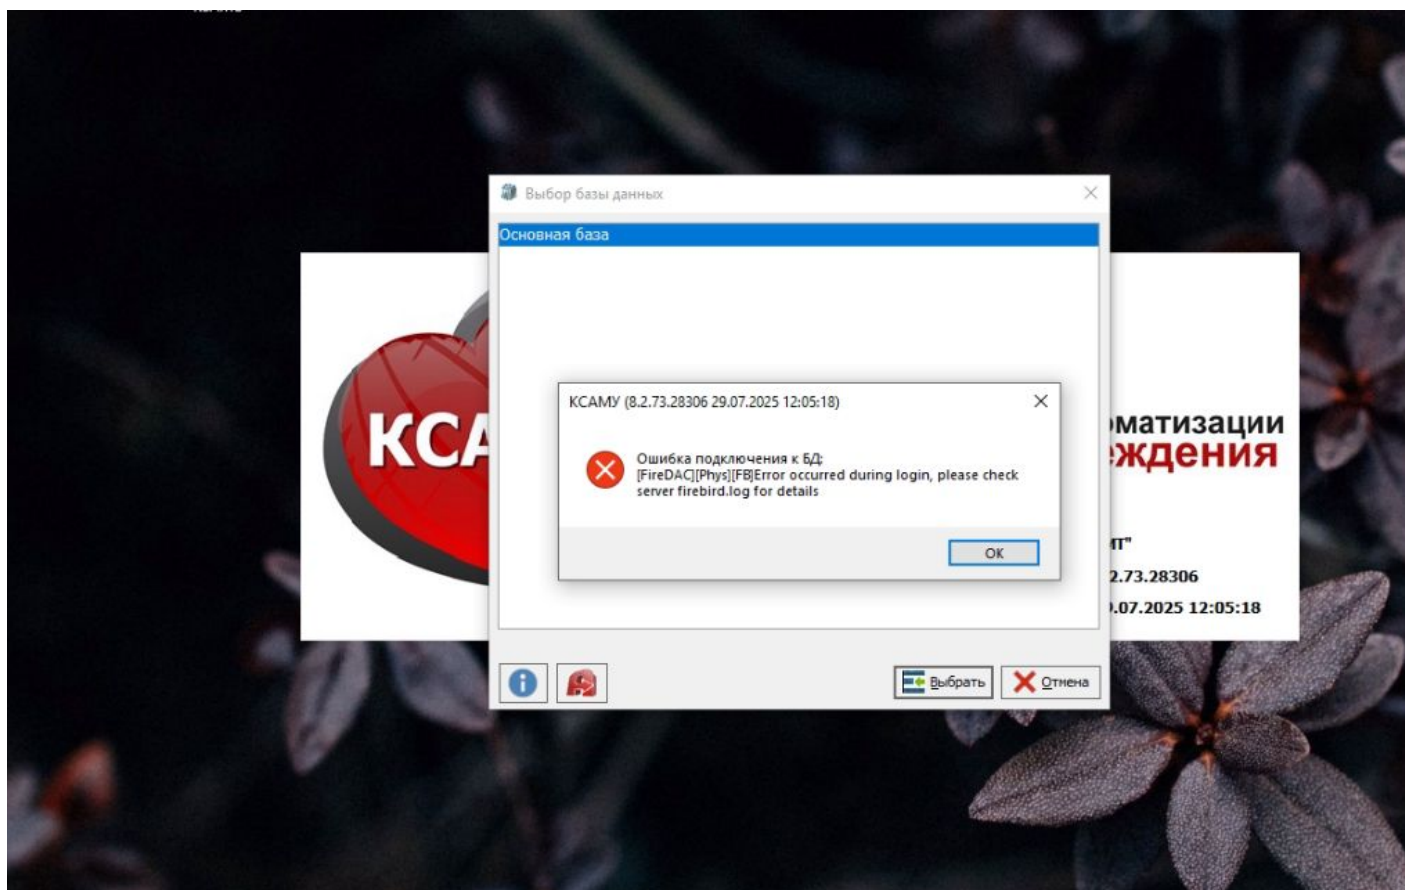 Выбор базы данных
Основная база
КСАМУ (8.2.73.28306 29.07.2025 12:05:18)
Ошибка подключения к БД:
[FireDAC][Phys][FB]Error occurred during login, please check
server firebird.log for details
ОК
КСА
матизации
ждения
2.73.28306
.07.2025 12:05:18
Выбрать
Отмена